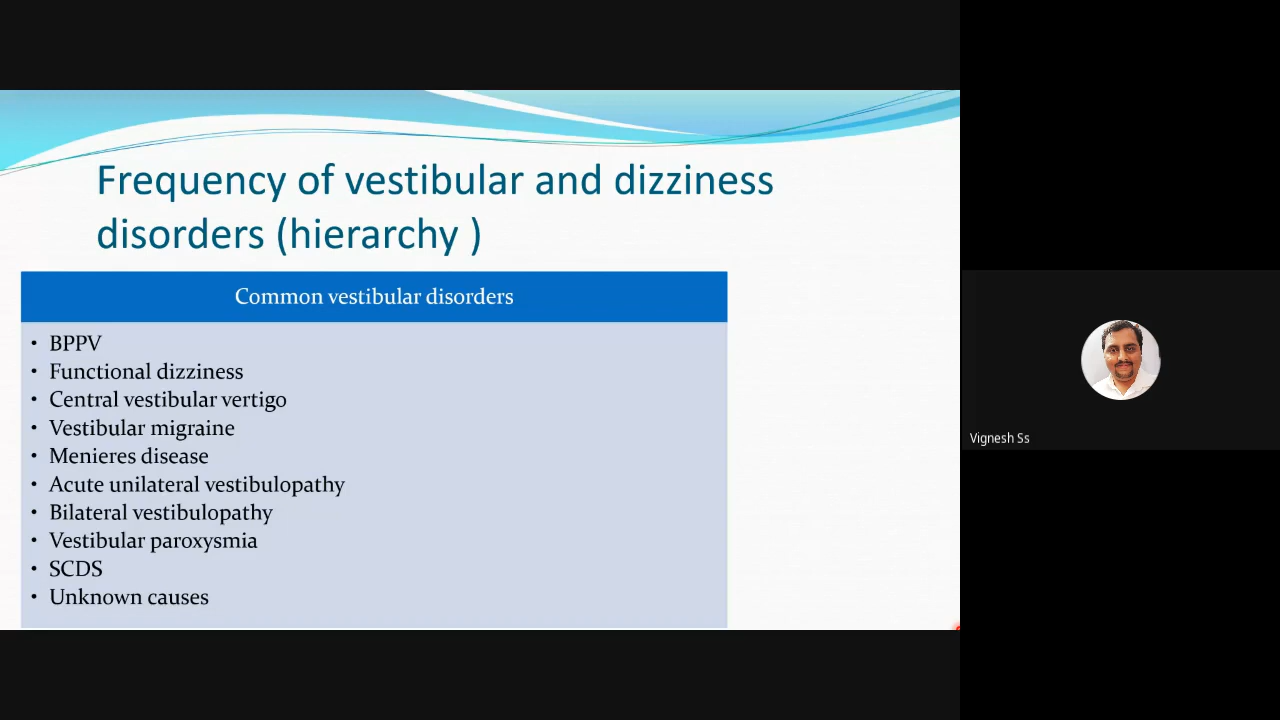 Frequency of vestibular and dizziness
disorders (hierarchy )
Common vestibular disorders
• BPPV
• Functional dizziness
• Central vestibular vertigo
• Vestibular migraine
• Menieres disease
• Acute unilateral vestibulopathy
• Bilateral vestibulopathy
• Vestibular paroxysmia
• SCDS
• Unknown causes
Vignesh Ss